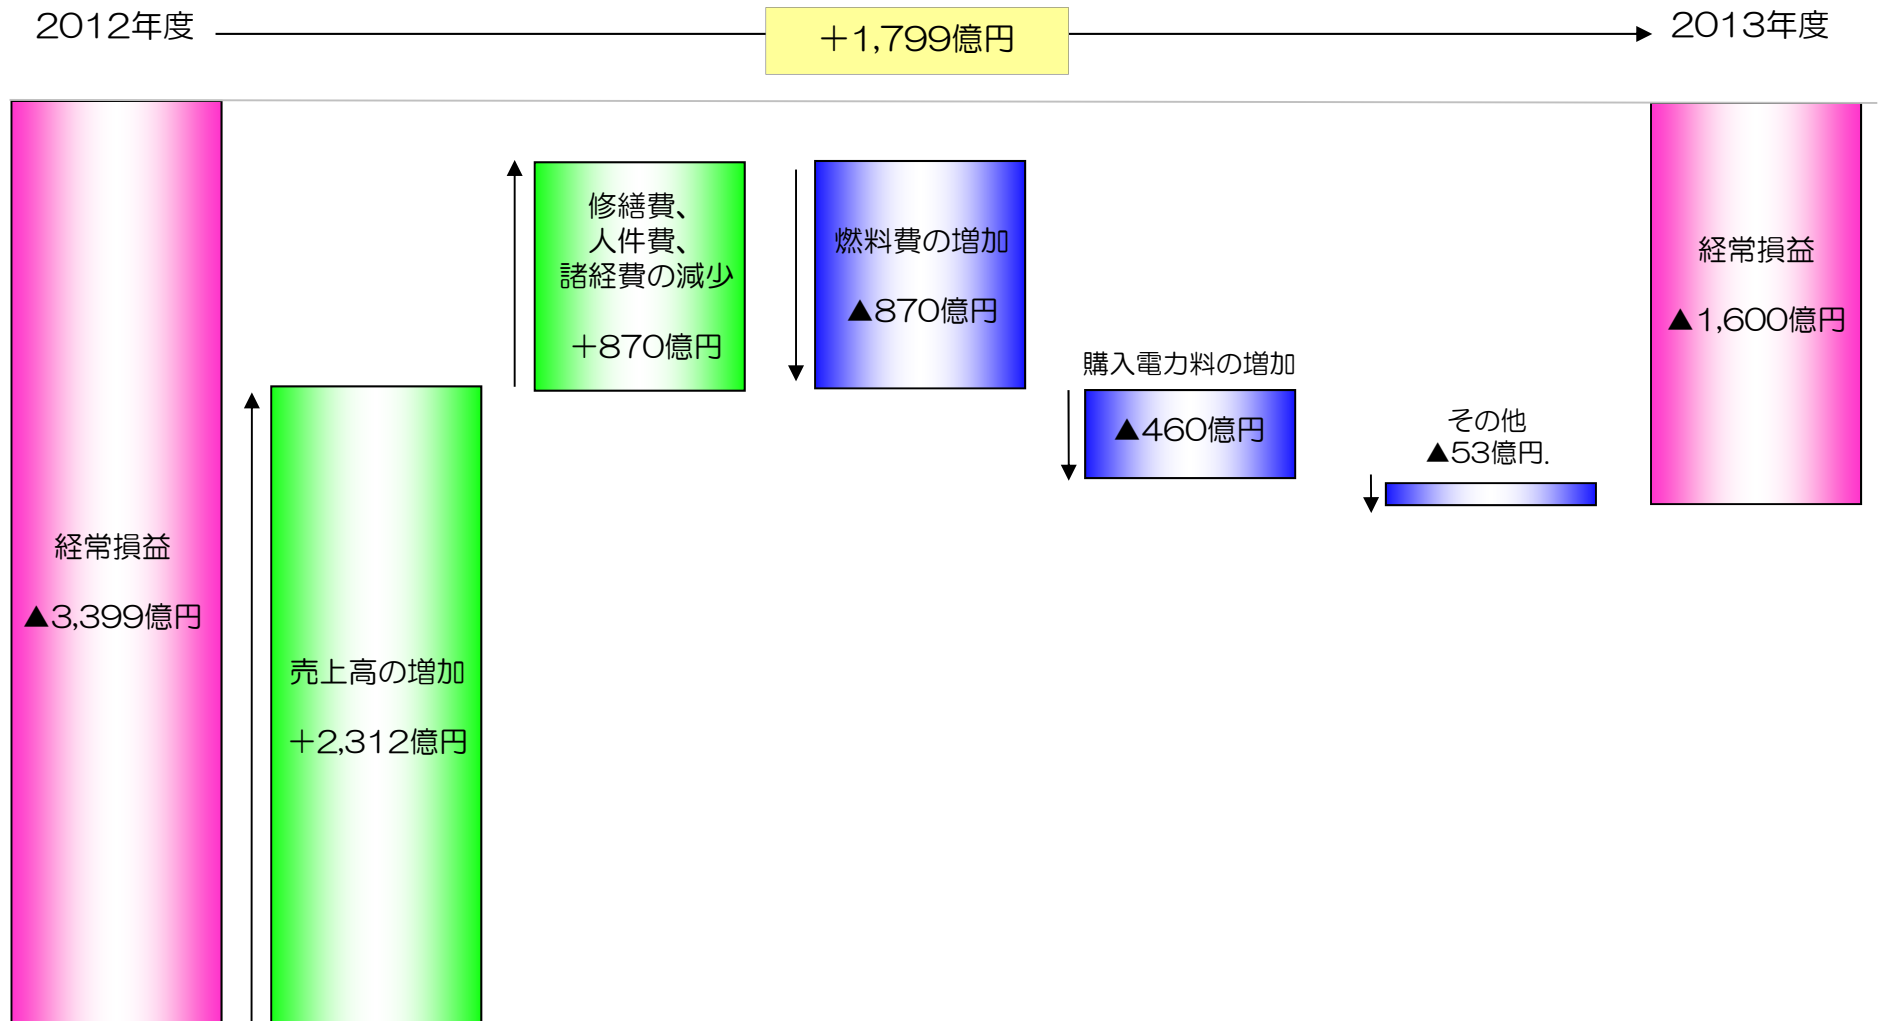 2012年度
+1,799億円
2013年度
経常損益
▲3,399億円
売上高の増加
+2,312億円
修繕費、
人件費、
諸経費の減少
+870億円
燃料費の増加
▲870億円
購入電力料の増加
▲460億円
その他
▲53億円.
経常損益
▲1,600億円